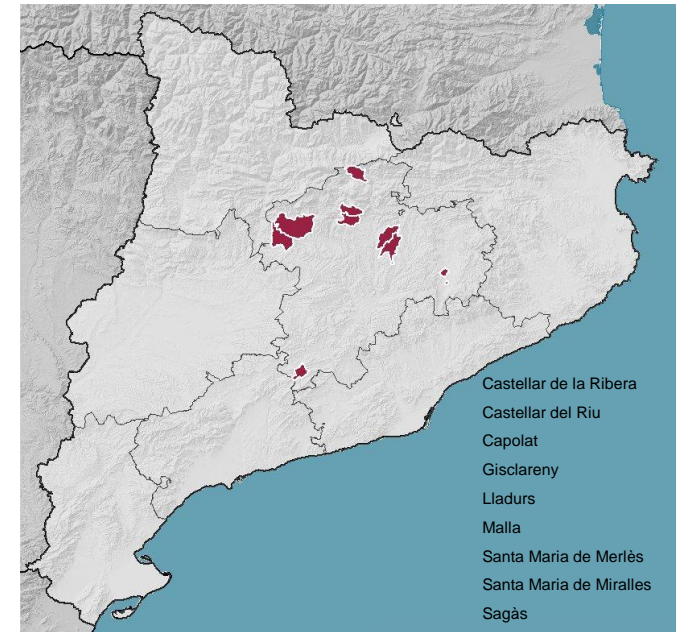 Castellar de la Ribera
Castellar del Riu
Capolat
Gisclareny
Lladurs
Malla
Santa Maria de Merlès
Santa Maria de Miralles
Sagàs